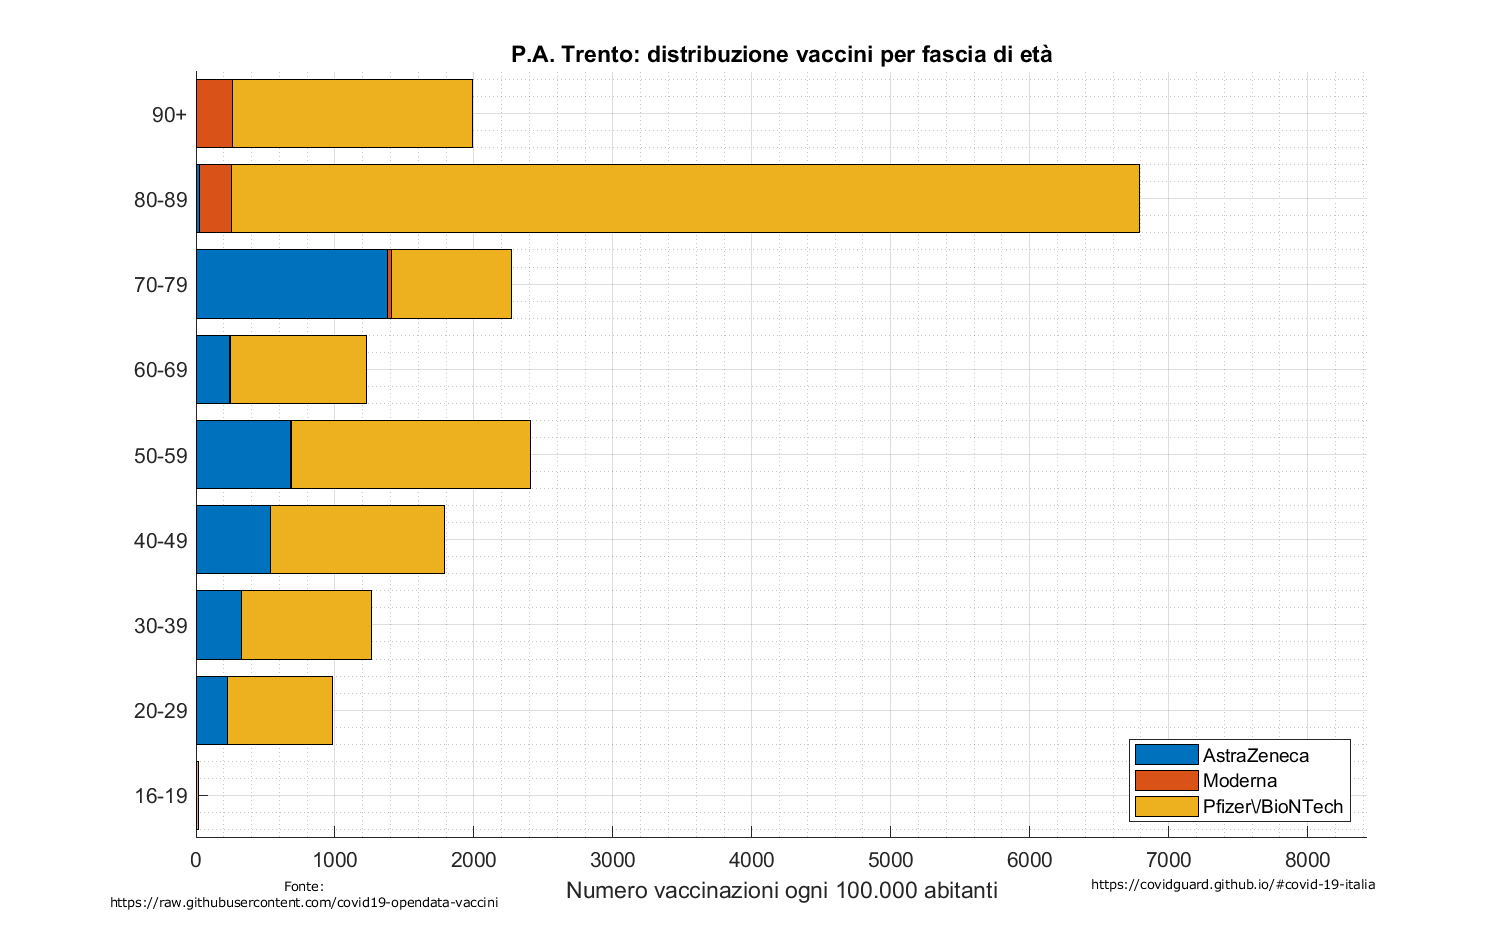 P.A. Trento: distribuzione vaccini per fascia di età
90+
80-89
70-79
60-69
50-59
40-49
30-39
20-29
16-19
AstraZeneca
Moderna
Pfizer\/BioNTech
0 1000 2000 3000 4000 5000 6000 7000 8000
Numero vaccinazioni ogni 100.000 abitanti
Fonte:
https://raw.githubusercontent.com/covid19-opendata-vaccini
https://covidguard.github.io/#covid-19-italia